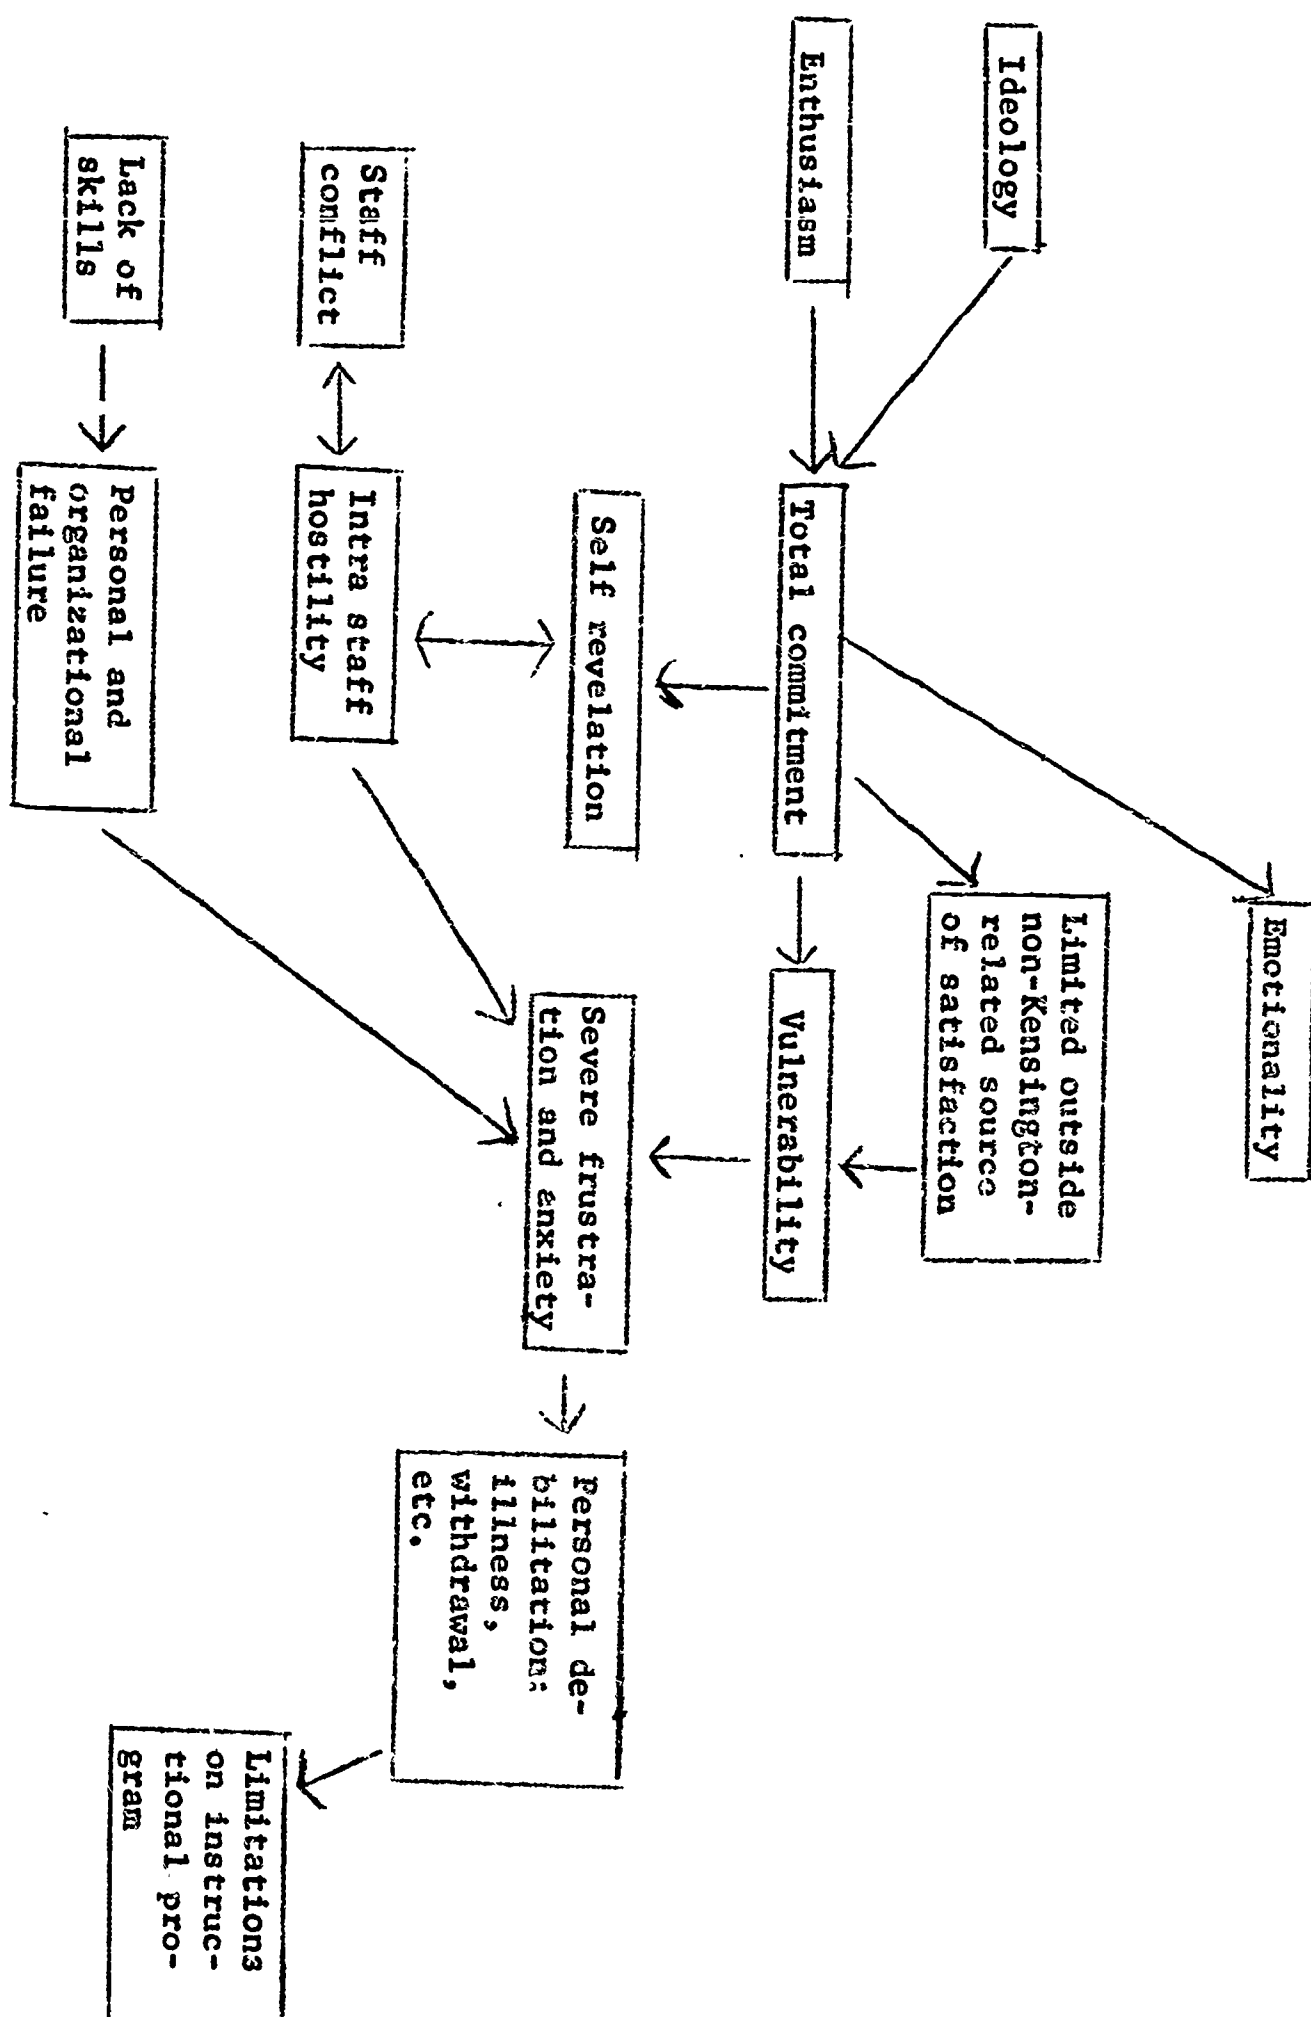 Emotionality
Ideology
Limited outside
non-Kensington-
related source
of satisfaction
Enthusiasm
Total commitment
Vulnerability
Self revelation
Severe frustra-
tion and anxiety
Staff
conflict
Intra staff
hostility
Personal de-
bilitation:
illness,
withdrawal,
etc.
Lack of
skills
Personal and
organizational
failure
Limitations
on instruc-
tional pro-
gram